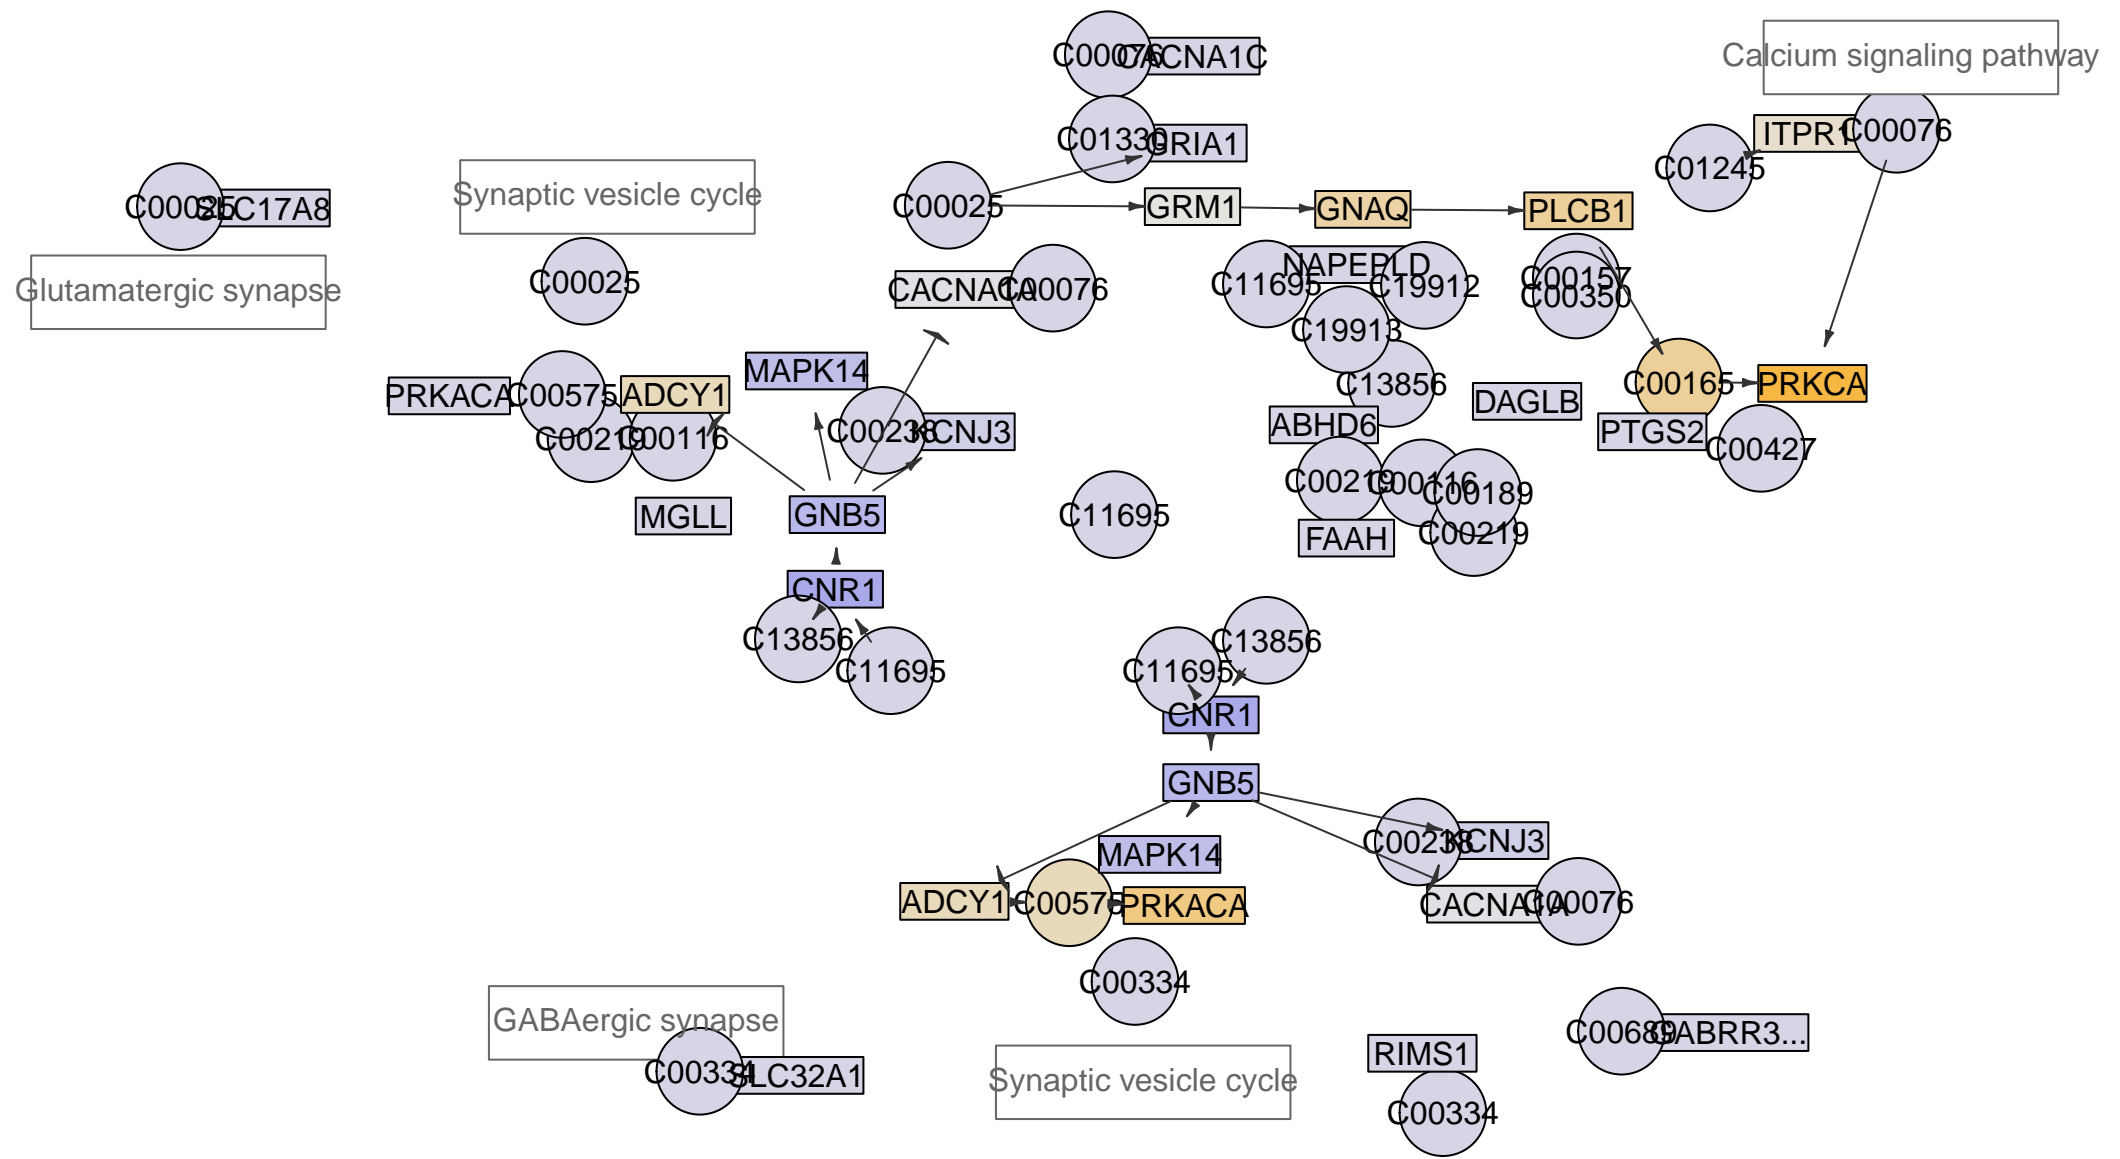 C00076
CACNA1C
Calcium signaling pathway
C01330
GRIA1
ITPR1
C00076
C01245
C00025
SLC17A8
Synaptic vesicle cycle
C00025
GRM1
GNAQ
PLCB1
Glutamatergic synapse
C00025
CACNA1A
C00076
C11695
NAPEPLD
C19912
C00157
C00350
C19913
MAPK14
C13856
C00165
PRKCA
PRKACA
C00575
ADCY1
DAGLB
C00219
C00116
C00238
KCNJ3
ABHD6
PTGS2
C00427
C00219
C00116
C00189
MGLL
GNB5
C11695
FAAH
C00219
CNR1
C13856
C11695
C13856
C11695
CNR1
GNB5
MAPK14
C00238
KCNJ3
ADCY1
C00575
PRKACA
CACNA1A
C00076
C00334
GABAergic synapse
C00689
GABRR3...
RIMS1
C00334
SLC32A1
Synaptic vesicle cycle
C00334